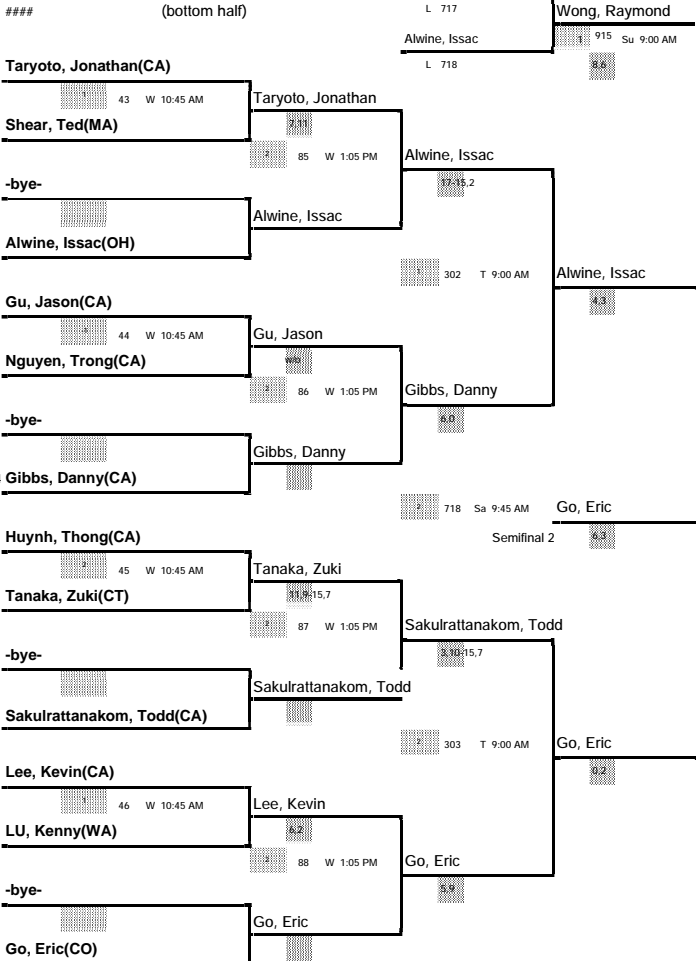 #### (bottom half)
L 717
Wong, Raymond
Alwine, Issac
1 915 Su 9:00 AM
L 718
8,6
Taryoto, Jonathan(CA)
1 43 W 10:45 AM
Taryoto, Jonathan
Shear, Ted(MA)
7,11
2 85 W 1:05 PM
Alwine, Issac
-bye-
17-15,2
Alwine, Issac
Alwine, Issac(OH)
1 302 T 9:00 AM
Alwine, Issac
Gu, Jason(CA)
4,3
44 W 10:45 AM
Gu, Jason
Nguyen, Trong(CA)
W/D
2 86 W 1:05 PM
Gibbs, Danny
-bye-
6,0
Gibbs, Danny
Gibbs, Danny(CA)
2 718 Sa 9:45 AM
Go, Eric
Huynh, Thong(CA)
Semifinal 2
6,3
2 45 W 10:45 AM
Tanaka, Zuki
Tanaka, Zuki(CT)
11,9-15,7
2 87 W 1:05 PM
Sakulrattanakom, Todd
-bye-
3,10-15,7
Sakulrattanakom, Todd
Sakulrattanakom, Todd(CA)
2 303 T 9:00 AM
Go, Eric
Lee, Kevin(CA)
0,2
1 46 W 10:45 AM
Lee, Kevin
LU, Kenny(WA)
6,2
2 88 W 1:05 PM
Go, Eric
-bye-
5,9
Go, Eric
Go, Eric(CO)